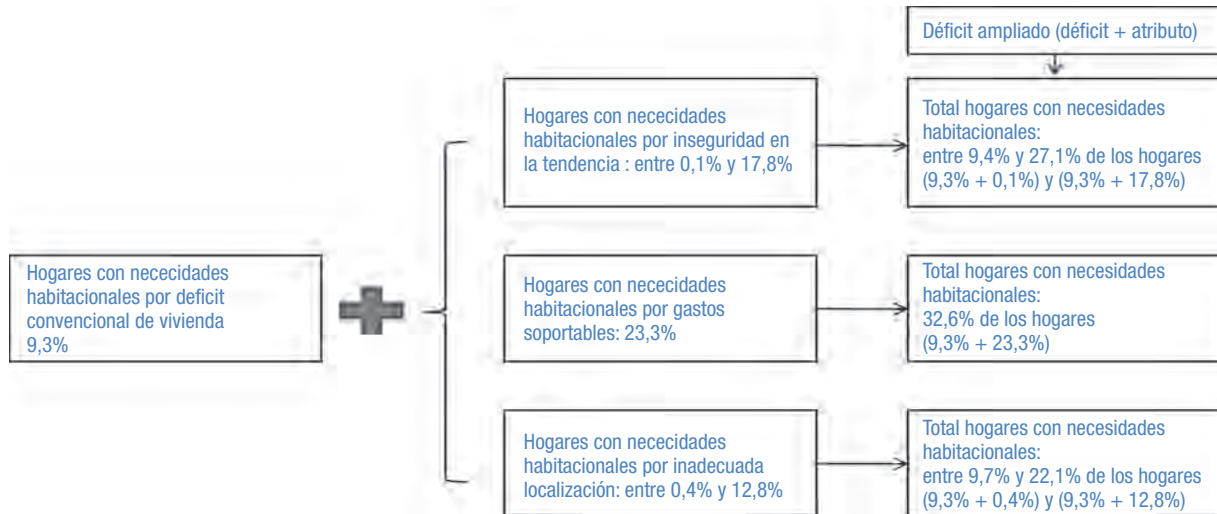 Déficit ampliado (déficit + atributo)
Hogares con nececidades
habitacionales por inseguridad en
la tendencia : entre 0,1% y 17,8%
Total hogares con necesidades
habitacionales:
entre 9,4% y 27,1% de los hogares
(9,3% + 0,1%) y (9,3% + 17,8%)
Hogares con nececidades
habitacionales por deficit
convencional de vivienda
9,3%
Hogares con nececidades
habitacionales por gastos
soportables: 23,3%
Total hogares con necesidades
habitacionales:
32,6% de los hogares
(9,3% + 23,3%)
Hogares con nececidades
habitacionales por inadecuada
localización: entre 0,4% y 12,8%
Total hogares con necesidades
habitacionales:
entre 9,7% y 22,1% de los hogares
(9,3% + 0,4%) y (9,3% + 12,8%)